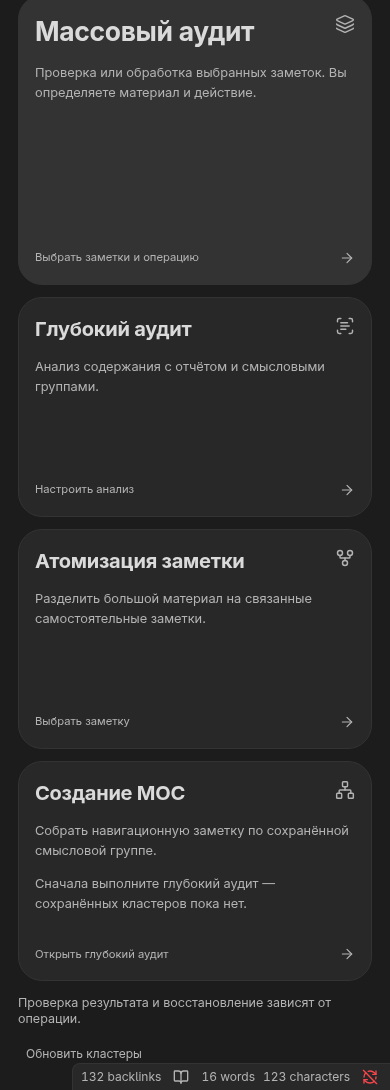 Массовый аудит
Проверка или обработка выбранных заметок. Вы
определяете материал и действие.
Выбрать заметки и операцию
Глубокий аудит
Анализ содержания с отчётом и смысловыми
группами.
Настроить анализ
Атомизация заметки
Разделить большой материал на связанные
самостоятельные заметки.
Выбрать заметку
Создание MOC
Собрать навигационную заметку по сохранённой
смысловой группе.
Сначала выполните глубокий аудит —
сохранённых кластеров пока нет.
Открыть глубокий аудит
Проверка результата и восстановление зависят от
операции.
Обновить кластеры
132 backlinks 16 words 123 characters